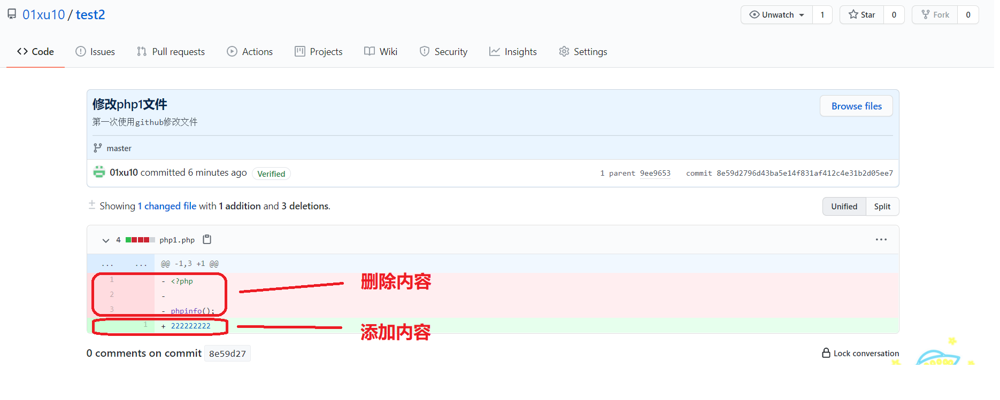 01xu10 / test2
Unwatch 1 Star 0 Fork 0
Code Issues Pull requests Actions Projects Wiki Security Insights Settings
修改php1文件
Browse files
第一次使用github修改文件
master
01xu10 committed 6 minutes ago Verified 1 parent 9ee9653 commit 8e59d2796d43ba5e14f831af412c4e31b2d05ee7
Showing 1 changed file with 1 addition and 3 deletions.
Unified Split
4 php1.php
... ... @@ -1,3 +1 @@
1 - <?php
删除内容
2 -
3 - phpinfo();
1 + 222222222
添加内容
0 comments on commit 8e59d27
Lock conversation